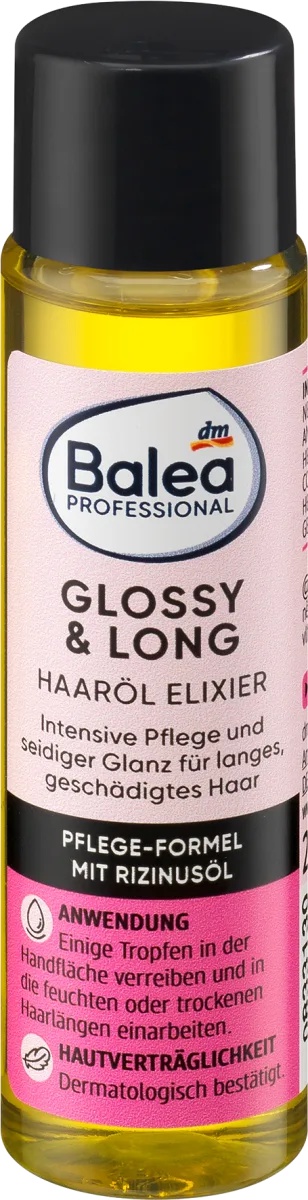 dm
Balea
PROFESSIONAL
GLOSSY
& LONG
HAARÖL ELIXIER
Intensive Pflege und
seidiger Glanz für langes,
geschädigtes Haar
PFLEGE-FORMEL
MIT RIZINUSÖL
ANWENDUNG
Einige Tropfen in der
Handfläche verreiben und in
die feuchten oder trockenen
Haarlängen einarbeiten.
HAUTVERTRÄGLICHKEIT
Dermatologisch bestätigt.